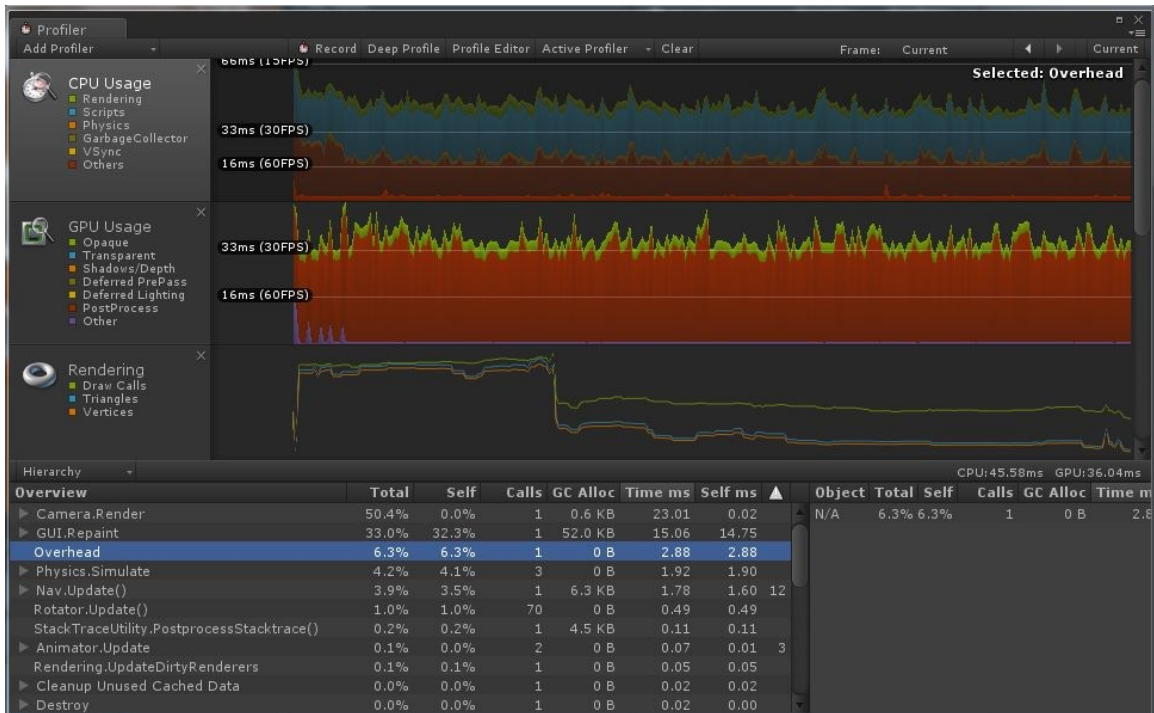 Profiler
Add Profiler Record Deep Profile Profile Editor Active Profiler Clear Frame: Current Current
CPU Usage
Rendering
Scripts
Physics
GarbageCollector
VSync
Others
66ms (15FPS)
33ms (30FPS)
16ms (60FPS)
Selected: Overhead
GPU Usage
Opaque
Transparent
Shadows/Depth
Deferred PrePass
Deferred Lighting
PostProcess
Other
33ms (30FPS)
16ms (60FPS)
Rendering
Draw Calls
Triangles
Vertices
Hierarchy CPU:45.58ms GPU:36.04ms
Overview Total Self Calls GC Alloc Time ms Self ms Object Total Self Calls GC Alloc Time m
Camera.Render 50.4% 0.0% 1 0.6 KB 23.01 0.02 N/A 6.3% 6.3% 1 0 B 2.8
GUI.Repaint 33.0% 32.3% 1 52.0 KB 15.06 14.75
Overhead 6.3% 6.3% 1 0 B 2.88 2.88
Physics.Simulate 4.2% 4.1% 3 0 B 1.92 1.90
Nav.Update() 3.9% 3.5% 1 6.3 KB 1.78 1.60 12
Rotator.Update() 1.0% 1.0% 70 0 B 0.49 0.49
StackTraceUtility.PostprocessStacktrace() 0.2% 0.2% 1 4.5 KB 0.11 0.11
Animator.Update 0.1% 0.0% 2 0 B 0.07 0.01 3
Rendering.UpdateDirtyRenderers 0.1% 0.1% 1 0 B 0.05 0.05
Cleanup Unused Cached Data 0.0% 0.0% 1 0 B 0.02 0.02
Destroy 0.0% 0.0% 1 0 B 0.02 0.00